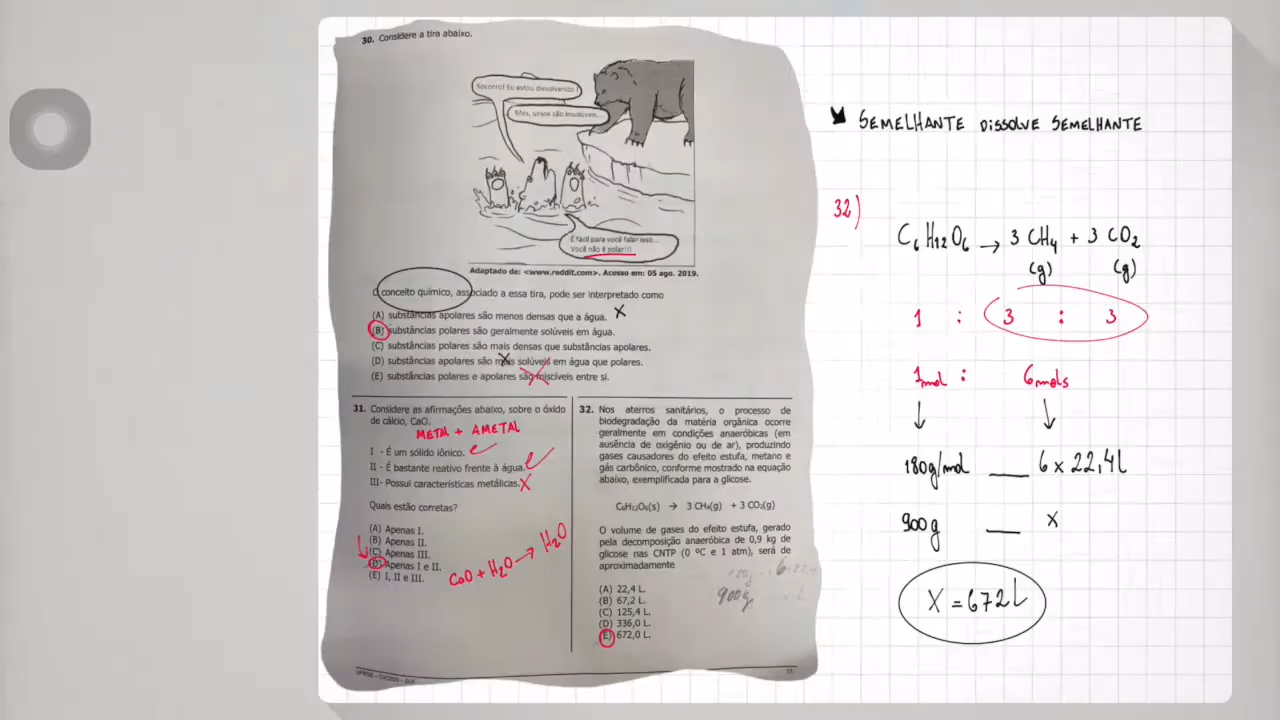 30. Considere a tira abaixo.
Socorro! Eu estou dissolvendo!
Mas, ursos são insolúveis...
É fácil para você falar isso...
Você não é polar!!!
Adaptado de: <www.reddit.com>. Acesso em: 05 ago. 2019.
O conceito químico, associado a essa tira, pode ser interpretado como
(A) substâncias apolares são menos densas que a água. X
(B) substâncias polares são geralmente solúveis em água.
(C) substâncias polares são mais densas que substâncias apolares.
(D) substâncias apolares são mais solúveis em água que polares.
(E) substâncias polares e apolares são miscíveis entre si.
31. Considere as afirmações abaixo, sobre o óxido
de cálcio, CaO.
METAL + AMETAL
I - É um sólido iônico.
II - É bastante reativo frente à água.
III- Possui características metálicas. X
Quais estão corretas?
(A) Apenas I.
(B) Apenas II.
(C) Apenas III.
(D) Apenas I e II.
(E) I, II e III.
CaO + H2O → H2O
32. Nos aterros sanitários, o processo de
biodegradação da matéria orgânica ocorre
geralmente em condições anaeróbicas (em
ausência de oxigênio ou de ar), produzindo
gases causadores do efeito estufa, metano e
gás carbônico, conforme mostrado na equação
abaixo, exemplificada para a glicose.
C6H12O6(s) → 3 CH4(g) + 3 CO2(g)
O volume de gases do efeito estufa, gerado
pela decomposição anaeróbica de 0,9 kg de
glicose nas CNTP (0 ºC e 1 atm), será de
aproximadamente
900g
(A) 22,4 L.
(B) 67,2 L.
(C) 125,4 L.
(D) 336,0 L.
(E) 672,0 L.
SEMELHANTE DISSOLVE SEMELHANTE
32)
C6H12O6 → 3 CH4 + 3 CO2
(g) (g)
1 : 3 : 3
1mol : 6mols
180g/mol ___ 6 x 22,4L
900g ___ x
X = 672L